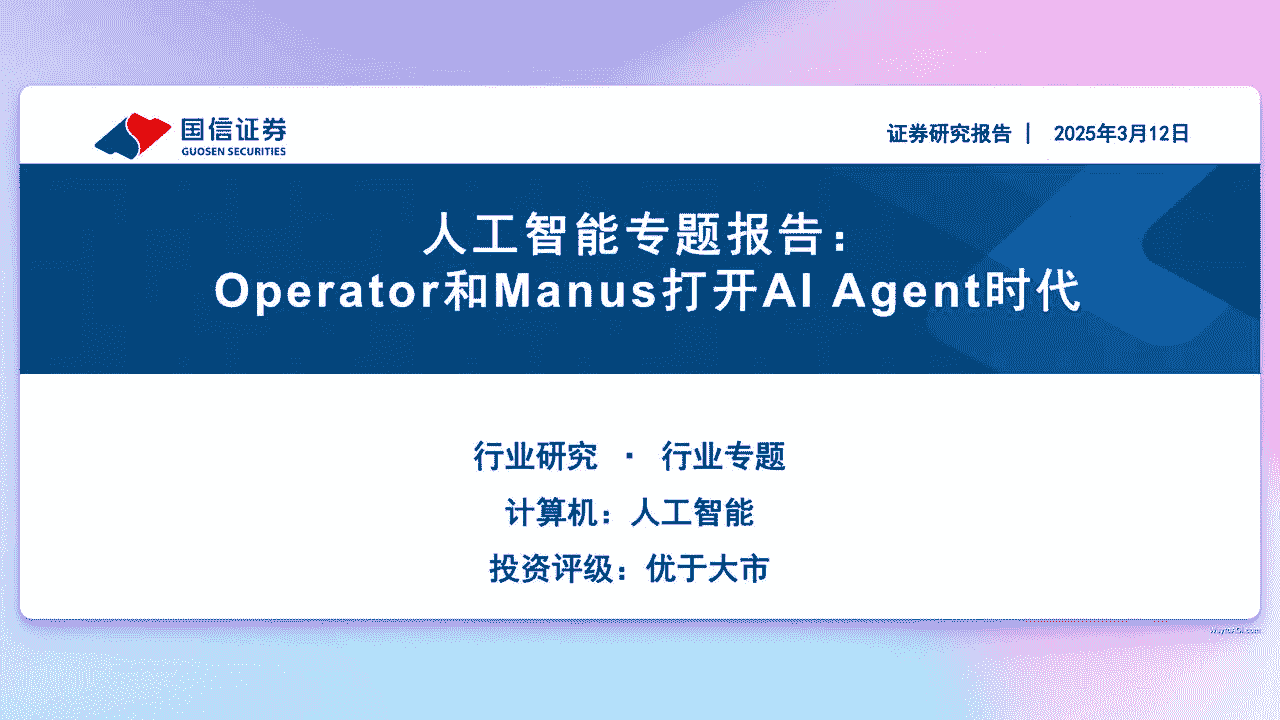 国信证券
GUOSEN SECURITIES
证券研究报告 | 2025年3月12日
人工智能专题报告：
Operator和Manus打开AI Agent时代
行业研究 · 行业专题
计算机：人工智能
投资评级：优于大市